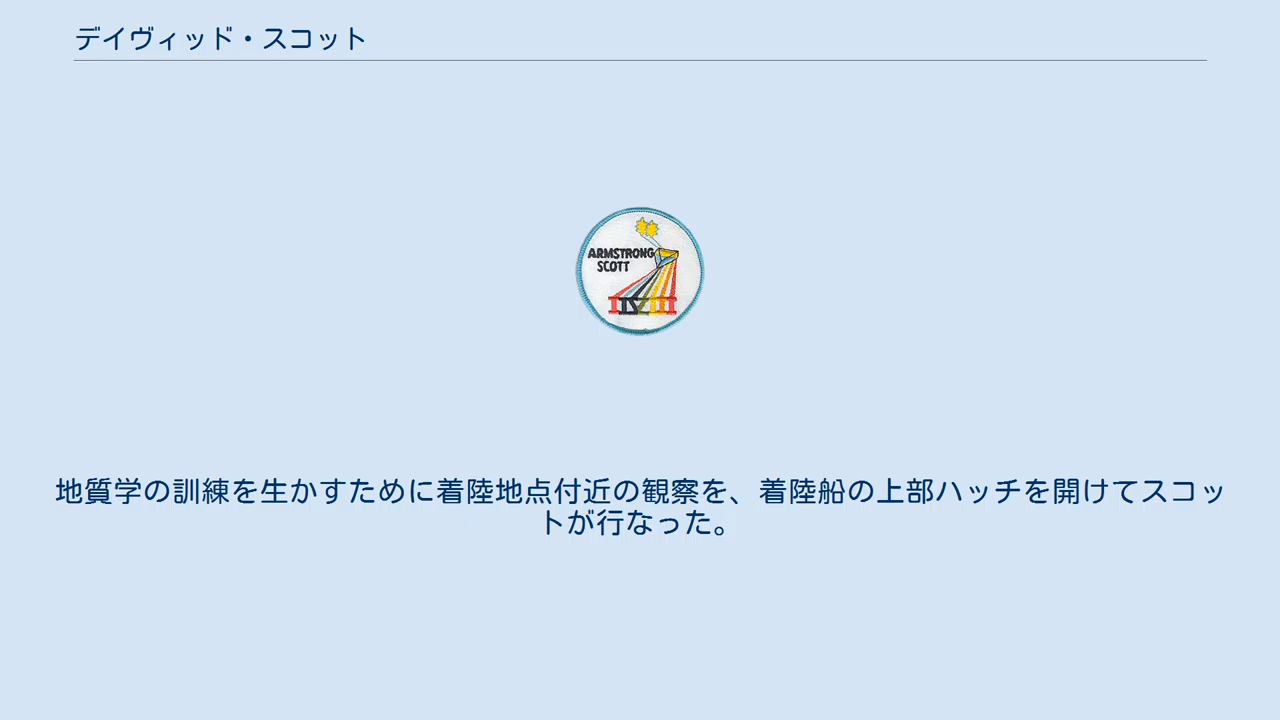 デイヴィッド・スコット
ARMSTRONG
SCOTT
地質学の訓練を生かすために着陸地点付近の観察を、着陸船の上部ハッチを開けてスコッ
トが行なった。